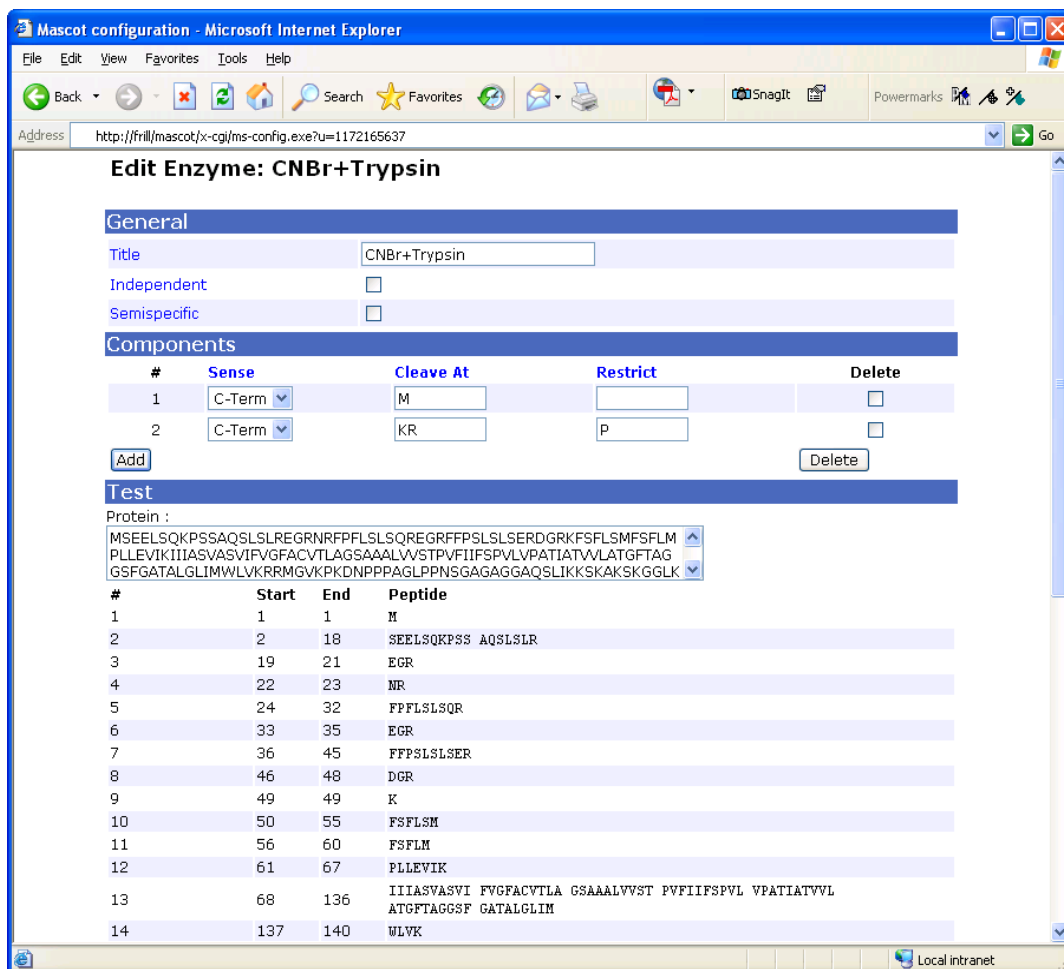 Mascot configuration - Microsoft Internet Explorer
File Edit View Favorites Tools Help
Back Search Favorites SnagIt Powermarks
Address http://frill/mascot/x-cgi/ms-config.exe?u=1172165637 Go
Edit Enzyme: CNBr+Trypsin
General
Title CNBr+Trypsin
Independent
Semispecific
Components
# Sense Cleave At Restrict Delete
1 C-Term M
2 C-Term KR P
Add Delete
Test
Protein :
MSEELSQKPSSAQSLSLREGRNRFPFLSLSQREGRFFPSLSLSERDGRKFSFLSMFSFLM
PLLEVIKIIIASVASVIFVGFACVTLAGSAAALVVSTPVFIIFSPVLVPATIATVVLATGFTAG
GSFGATALGLIMWLVKRRMGVKPKDNPPPAGLPPNSGAGAGGAQSLIKKSKAKSKGGLK
# Start End Peptide
1 1 1 M
2 2 18 SEELSQKPSS AQSLSLR
3 19 21 EGR
4 22 23 NR
5 24 32 FPFLSLSQR
6 33 35 EGR
7 36 45 FFPSLSLSER
8 46 48 DGR
9 49 49 K
10 50 55 FSFLSM
11 56 60 FSFLM
12 61 67 PLLEVIK
13 68 136 IIIASVASVI FVGFACVTLA GSAAALVVST PVFIIFSPVL VPATIATVVL
ATGFTAGGSF GATALGLIM
14 137 140 WLVK
Local intranet